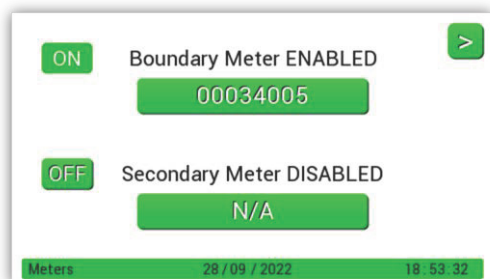 >
ON Boundary Meter ENABLED
00034005
OFF Secondary Meter DISABLED
N/A
Meters 28/09/2022 18:53:32